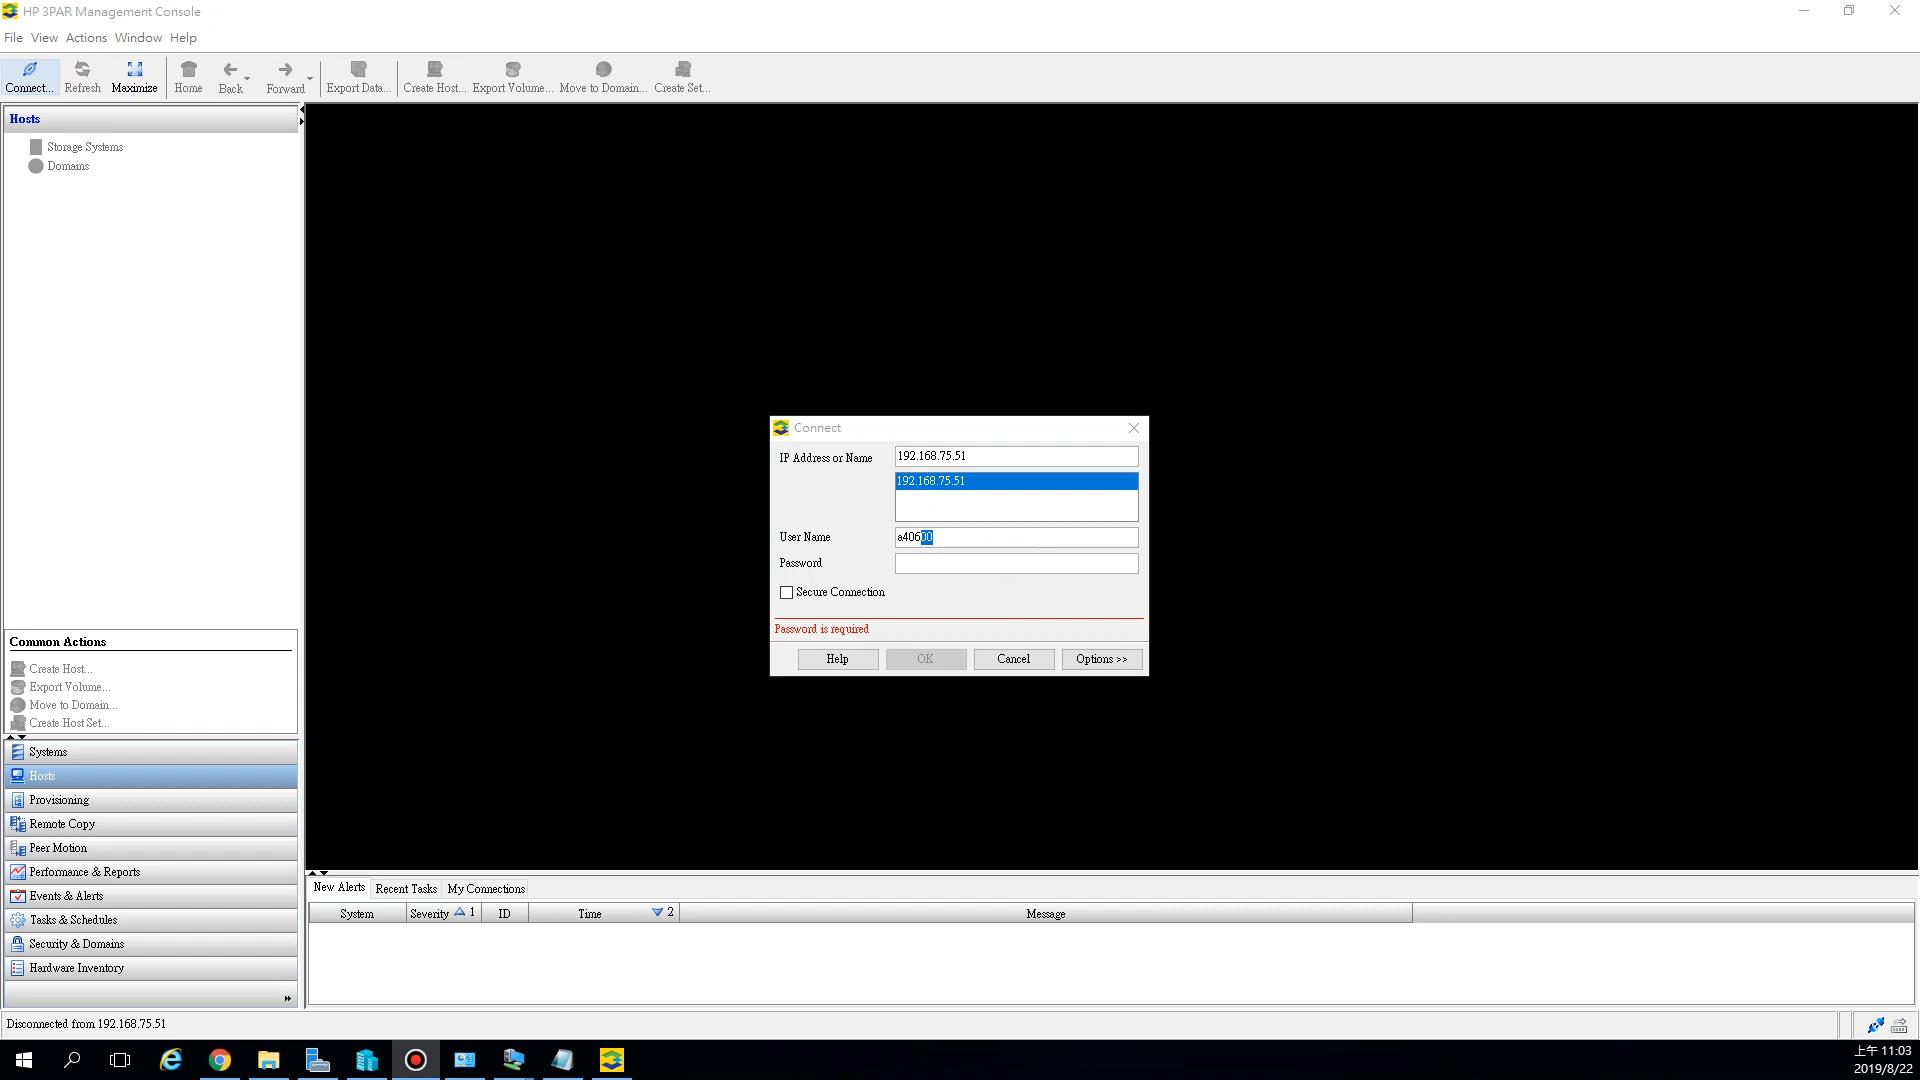 HP 3PAR Management Console
File View Actions Window Help
Connect... Refresh Maximize Home Back Forward Export Data... Create Host... Export Volume... Move to Domain... Create Set...
Hosts
Storage Systems
Domains
Connect
IP Address or Name 192.168.75.51
192.168.75.51
User Name a40600
Password
Secure Connection
Password is required
Help OK Cancel Options >>
Common Actions
Create Host...
Export Volume...
Move to Domain...
Create Host Set...
Systems
Hosts
Provisioning
Remote Copy
Peer Motion
Performance & Reports
Events & Alerts
Tasks & Schedules
Security & Domains
Hardware Inventory
»
New Alerts Recent Tasks My Connections
System Severity 1 ID Time 2 Message
Disconnected from 192.168.75.51
上午 11:03
2019/8/22